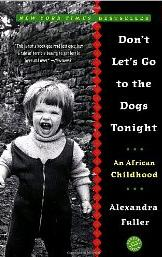 NEW YORK TIMES BESTSELLER
Don't
Let's Go
to the
Dogs
Tonight
An African
Childhood
Alexandra
Fuller